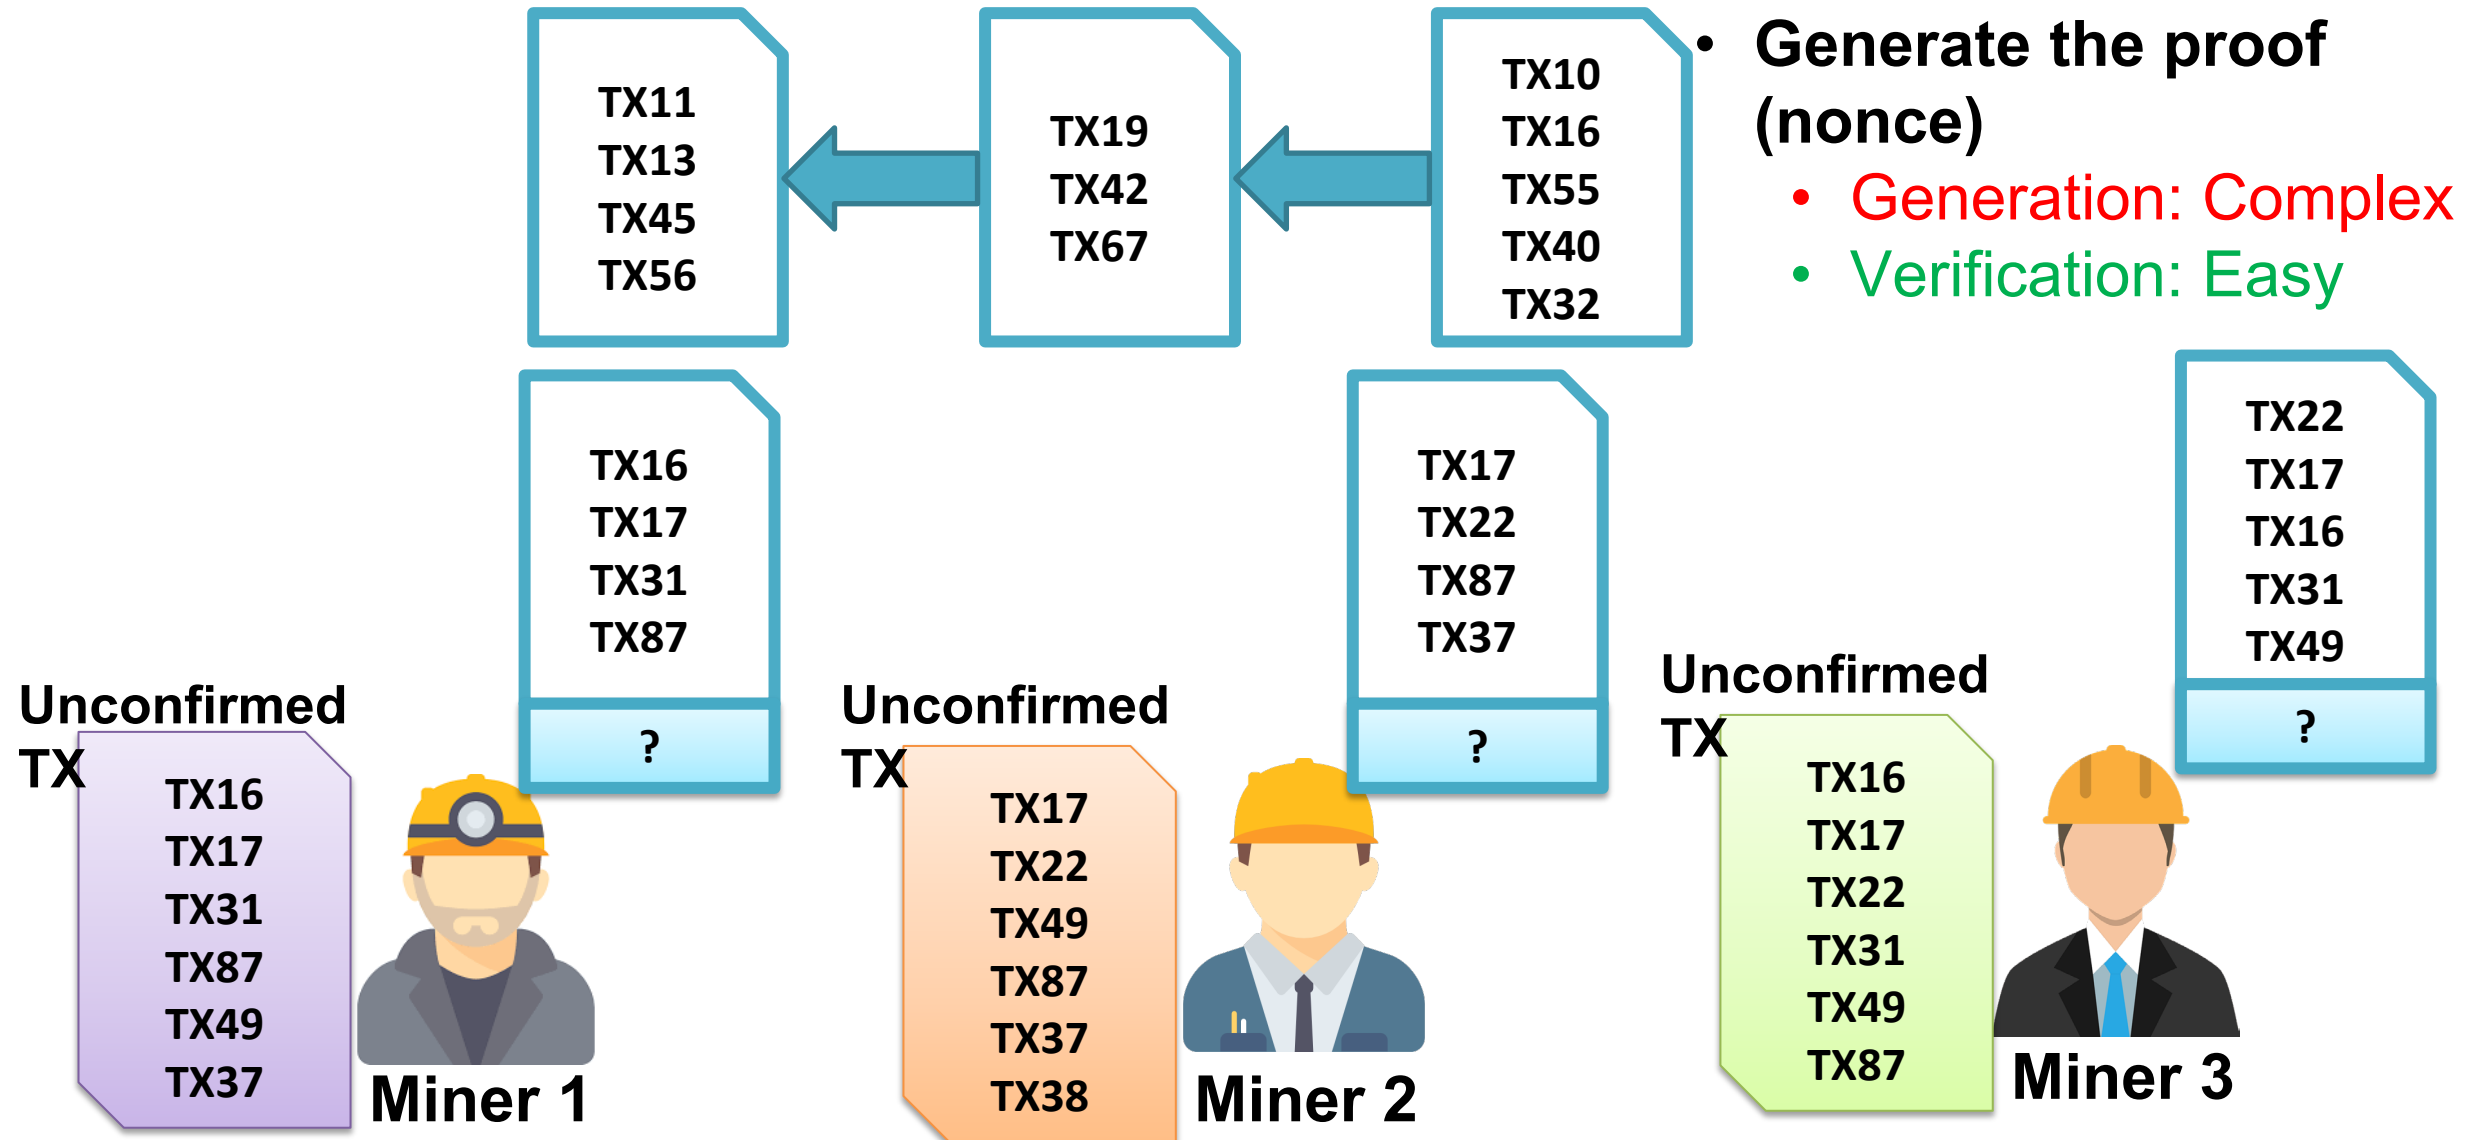 TX11
TX13
TX45
TX56
TX19
TX42
TX67
TX10
TX16
TX55
TX40
TX32
• Generate the proof
(nonce)
• Generation: Complex
• Verification: Easy
TX16
TX17
TX31
TX87
?
Unconfirmed
TX
TX16
TX17
TX31
TX87
TX49
TX37
Miner 1
TX17
TX22
TX87
TX37
?
Unconfirmed
TX
TX17
TX22
TX49
TX87
TX37
TX38
Miner 2
TX22
TX17
TX16
TX31
TX49
?
Unconfirmed
TX
TX16
TX17
TX22
TX31
TX49
TX87
Miner 3